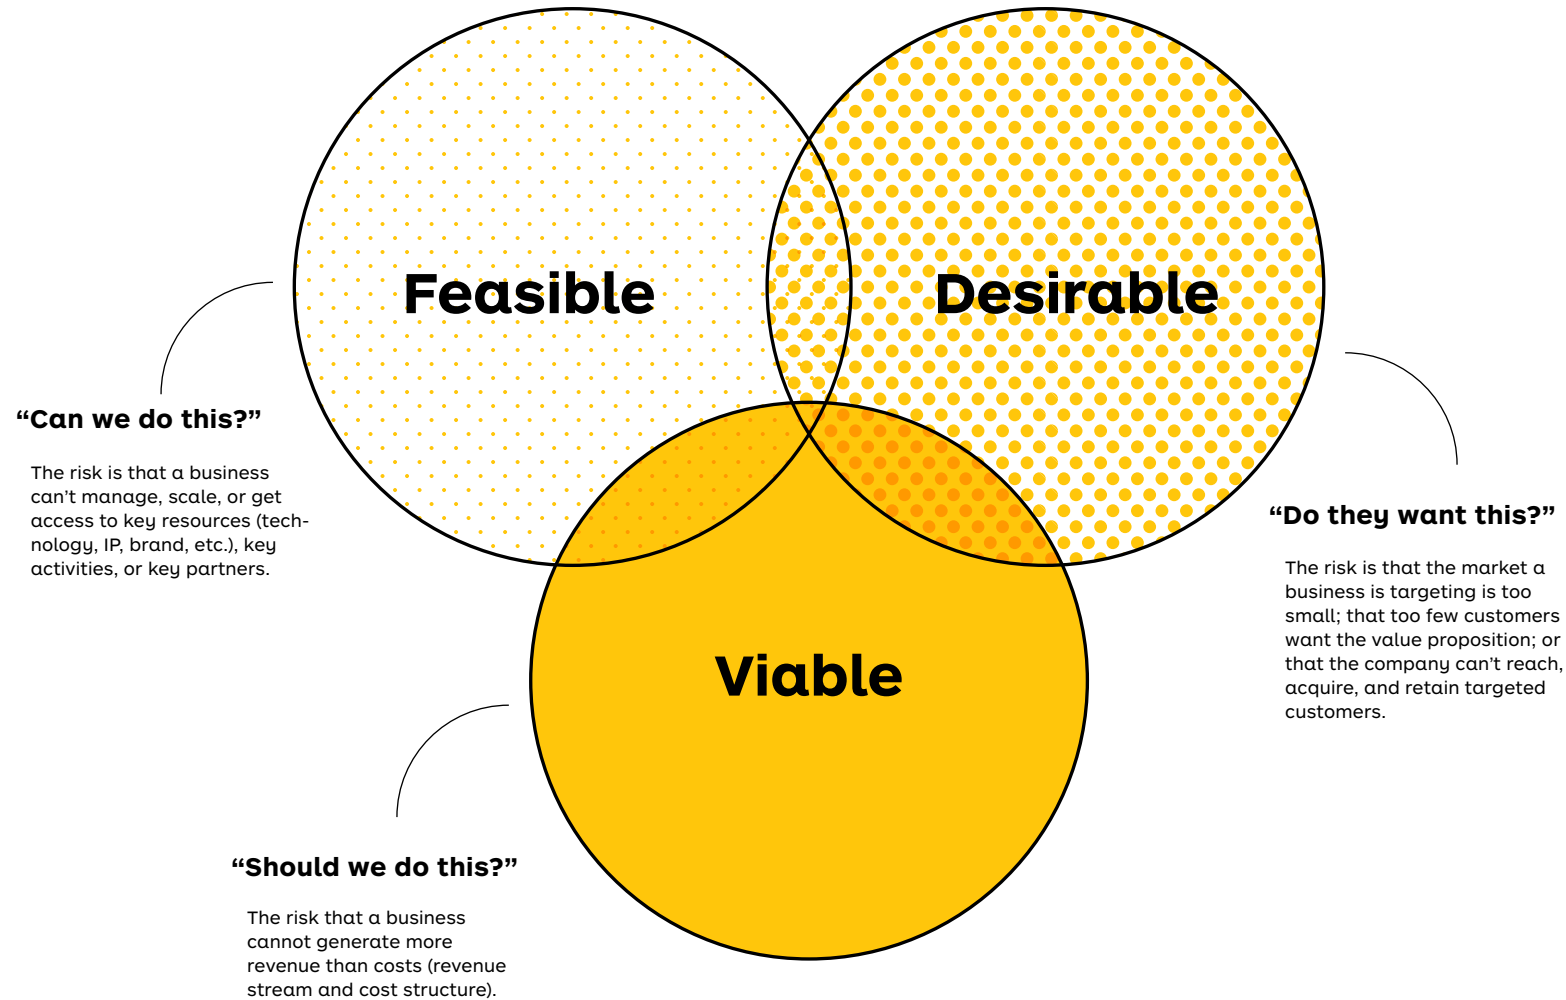 Feasible
Desirable
Viable
“Can we do this?”
The risk is that a business
can’t manage, scale, or get
access to key resources (tech-
nology, IP, brand, etc.), key
activities, or key partners.
“Do they want this?”
The risk is that the market a
business is targeting is too
small; that too few customers
want the value proposition; or
that the company can’t reach,
acquire, and retain targeted
customers.
“Should we do this?”
The risk that a business
cannot generate more
revenue than costs (revenue
stream and cost structure).